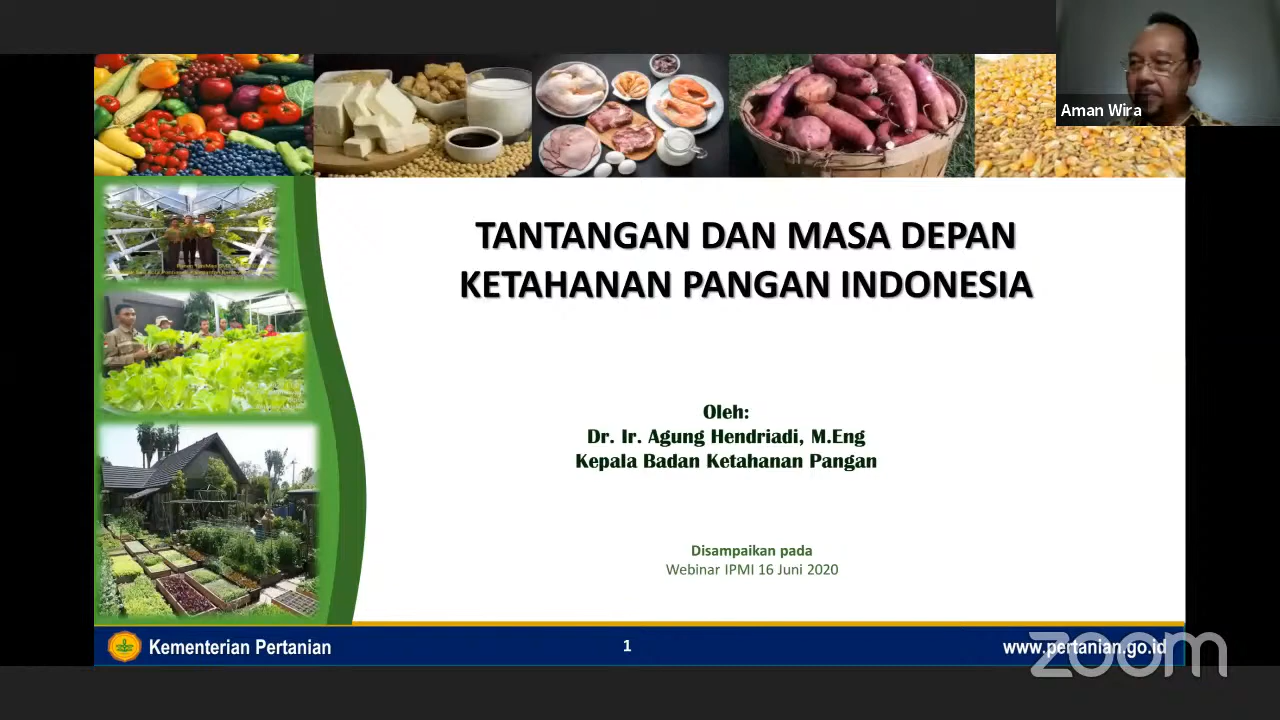 Aman Wira
TANTANGAN DAN MASA DEPAN
KETAHANAN PANGAN INDONESIA
Oleh:
Dr. Ir. Agung Hendriadi, M.Eng
Kepala Badan Ketahanan Pangan
Disampaikan pada
Webinar IPMI 16 Juni 2020
Kementerian Pertanian
1
www.pertanian.go.id
zoom